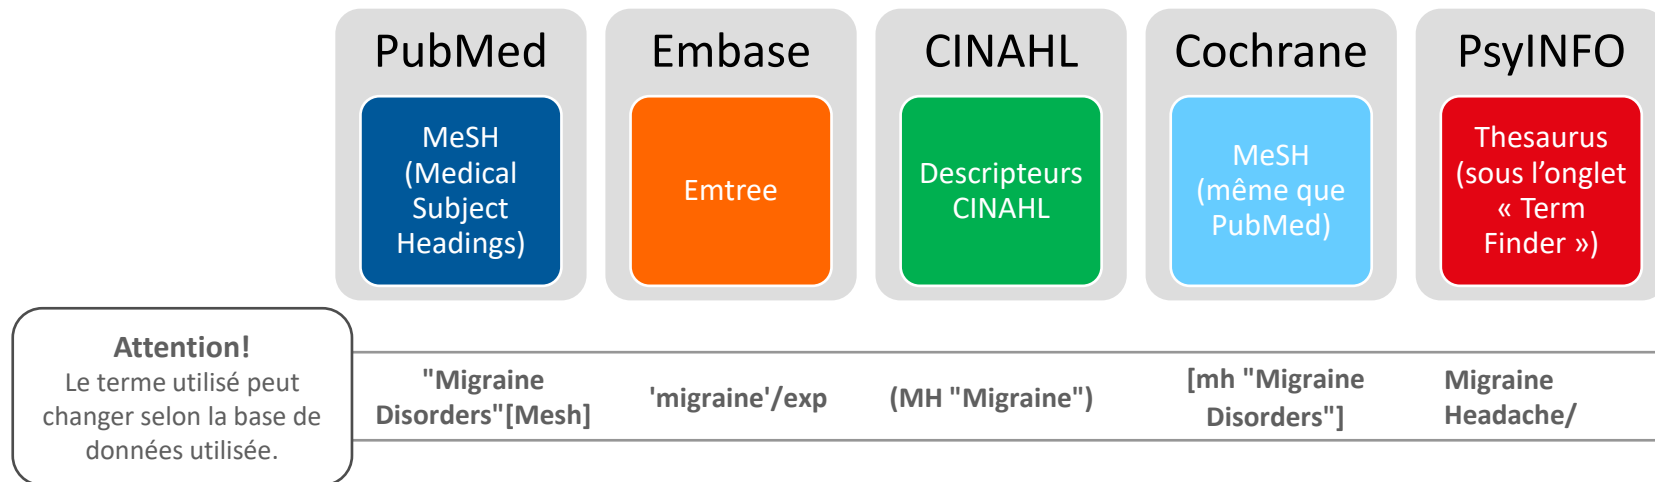 PubMed
MeSH
(Medical
Subject
Headings)
Embase
Emtree
CINAHL
Descripteurs
CINAHL
Cochrane
MeSH
(même que
PubMed)
PsyINFO
Thesaurus
(sous l’onglet
« Term
Finder »)
Attention!
Le terme utilisé peut
changer selon la base de
données utilisée.
"Migraine
Disorders"[Mesh]
'migraine'/exp
(MH "Migraine")
[mh "Migraine
Disorders"]
Migraine
Headache/